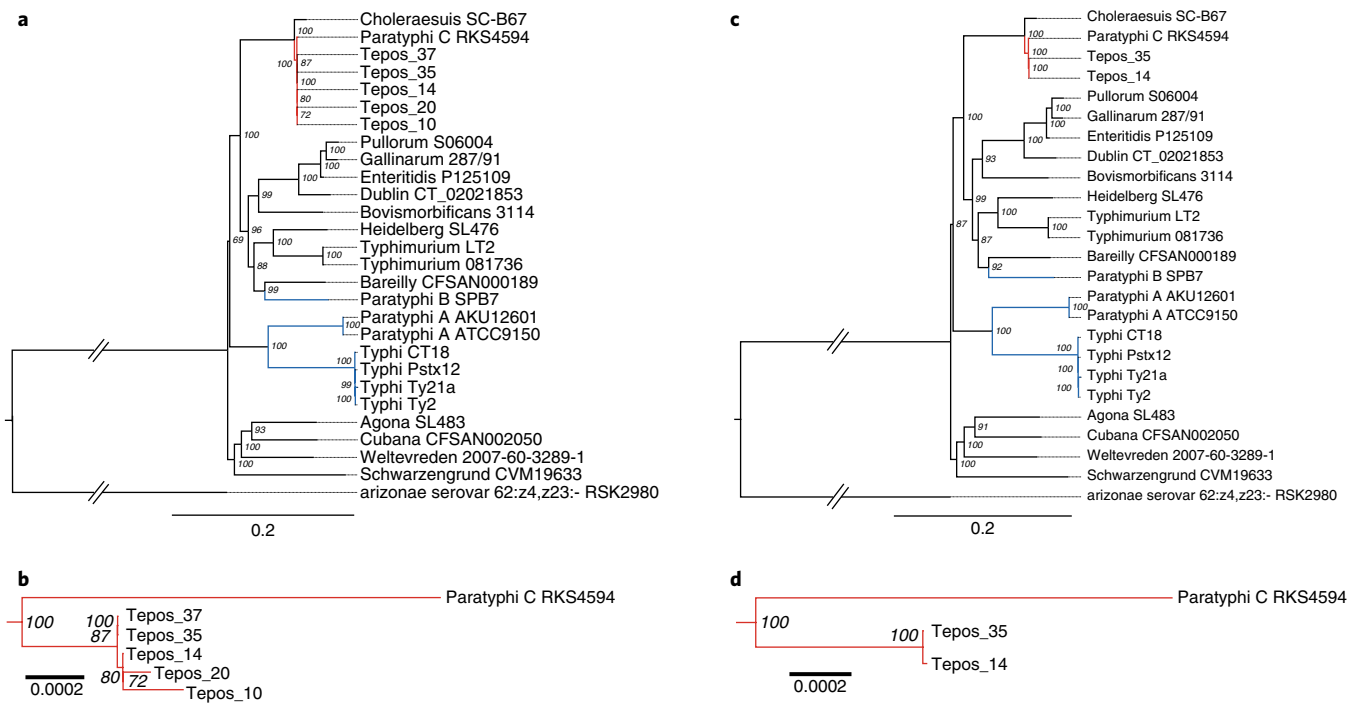 a
Choleraesuis SC-B67
100
Paratyphi C RKS4594
Tepos_37
100
87
Tepos_35
100
Tepos_14
80
Tepos_20
72
Tepos_10
100
Pullorum S06004
100
Gallinarum 287/91
100
Enteritidis P125109
100
Dublin CT_02021853
99
Bovismorbificans 3114
96
Heidelberg SL476
69
100
Typhimurium LT2
100
Typhimurium 081736
88
Bareilly CFSAN000189
99
Paratyphi B SPB7
Paratyphi A AKU12601
100
Paratyphi A ATCC9150
100
Typhi CT18
100
Typhi Pstx12
99
Typhi Ty21a
100
Typhi Ty2
Agona SL483
93
Cubana CFSAN002050
100
Weltevreden 2007-60-3289-1
100
Schwarzengrund CVM19633
arizonae serovar 62:z4,z23:- RSK2980
0.2
b
Paratyphi C RKS4594
100
100
Tepos_37
87
Tepos_35
Tepos_14
80
72
Tepos_20
Tepos_10
0.0002
c
Choleraesuis SC-B67
100
Paratyphi C RKS4594
100
Tepos_35
100
Tepos_14
100
Pullorum S06004
100
Gallinarum 287/91
100
Enteritidis P125109
100
Dublin CT_02021853
93
Bovismorbificans 3114
99
Heidelberg SL476
100
Typhimurium LT2
87
100
Typhimurium 081736
87
Bareilly CFSAN000189
92
Paratyphi B SPB7
Paratyphi A AKU12601
100
Paratyphi A ATCC9150
100
Typhi CT18
100
Typhi Pstx12
100
Typhi Ty21a
100
Typhi Ty2
Agona SL483
91
Cubana CFSAN002050
100
Weltevreden 2007-60-3289-1
100
Schwarzengrund CVM19633
arizonae serovar 62:z4,z23:- RSK2980
0.2
d
Paratyphi C RKS4594
100
100
Tepos_35
Tepos_14
0.0002